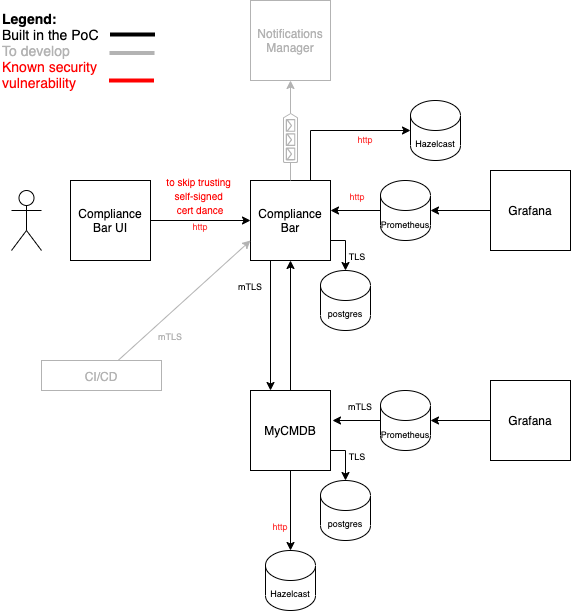 Legend:
Built in the PoC
To develop
Known security
vulnerability
Notifications
Manager
Hazelcast
http
to skip trusting
self-signed
cert dance
http
Compliance
Bar UI
Compliance
Bar
http
Prometheus
Grafana
TLS
postgres
mTLS
mTLS
CI/CD
MyCMDB
mTLS
Prometheus
Grafana
TLS
postgres
http
Hazelcast